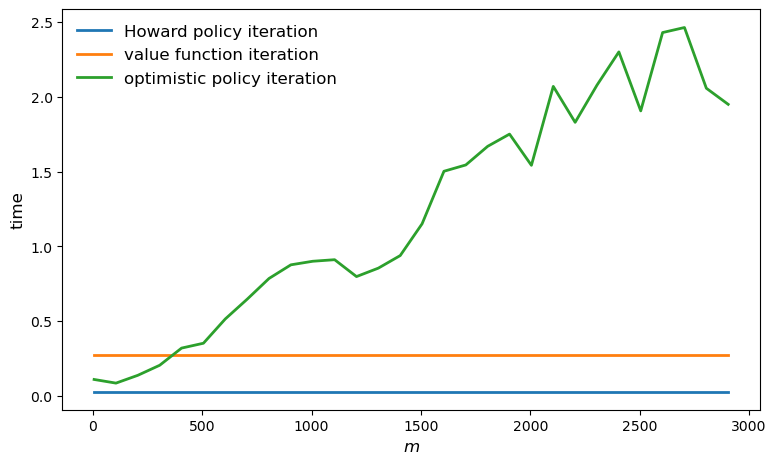 Howard policy iteration
value function iteration
optimistic policy iteration
time
2.5
2.0
1.5
1.0
0.5
0.0
0 500 1000 1500 2000 2500 3000
m